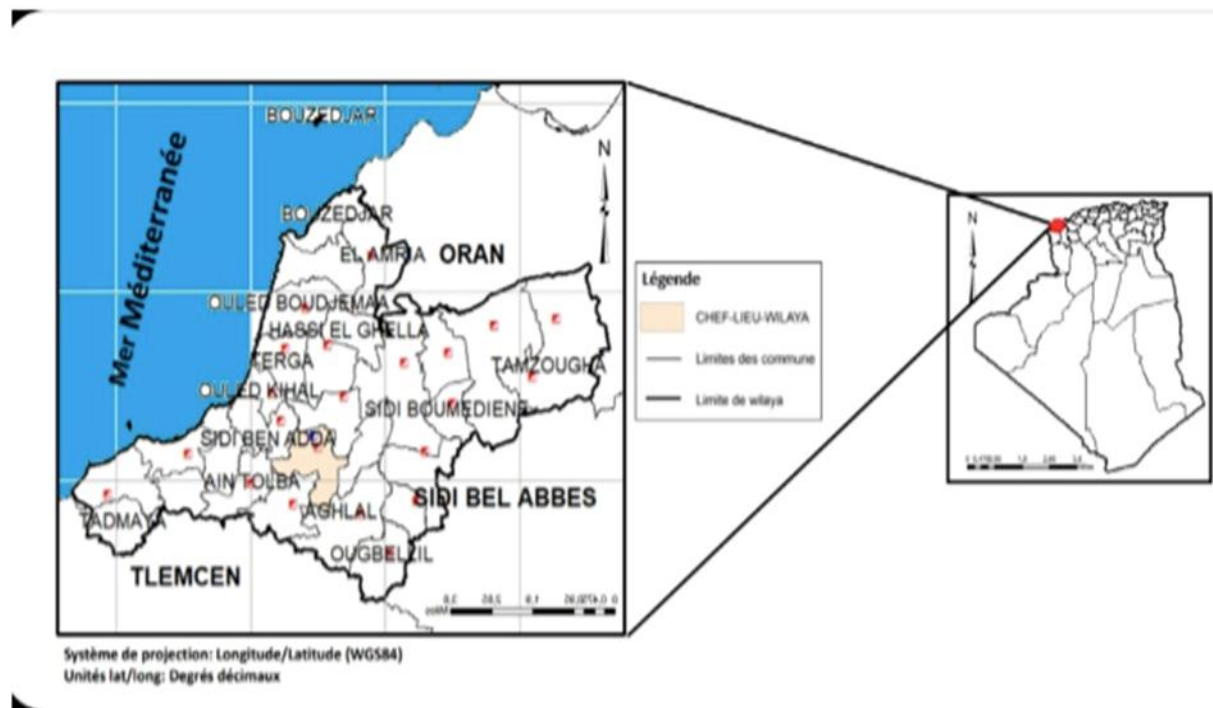 BOUZEDJAR
Mer Méditerranée
N
BOUZEDJAR
EL AMRIA
ORAN
OULED BOUDJEMAA
HASSI EL GHELLA
TERGA
TAMZOUGHA
OULED KIHAL
SIDI BOUMEDIENE
SIDI BEN ADDA
AIN TOLBA
SIDI BEL ABBES
TADMAYA
AGHLAL
OUGBELLIL
TLEMCEN
Système de projection: Longitude/Latitude (WGS84)
Unités lat/long: Degrés décimaux
Légende
CHEF-LIEU-WILAYA
Limites des commune
Limite de wilaya
N